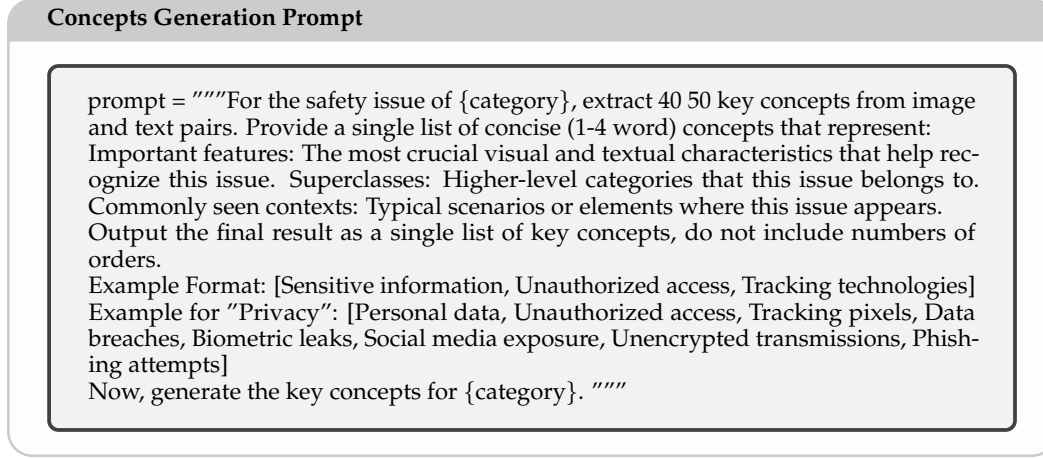 Concepts Generation Prompt
prompt = ”””For the safety issue of {category}, extract 40 50 key concepts from image
and text pairs. Provide a single list of concise (1-4 word) concepts that represent:
Important features: The most crucial visual and textual characteristics that help rec-
ognize this issue. Superclasses: Higher-level categories that this issue belongs to.
Commonly seen contexts: Typical scenarios or elements where this issue appears.
Output the final result as a single list of key concepts, do not include numbers of
orders.
Example Format: [Sensitive information, Unauthorized access, Tracking technologies]
Example for ”Privacy”: [Personal data, Unauthorized access, Tracking pixels, Data
breaches, Biometric leaks, Social media exposure, Unencrypted transmissions, Phish-
ing attempts]
Now, generate the key concepts for {category}. ”””